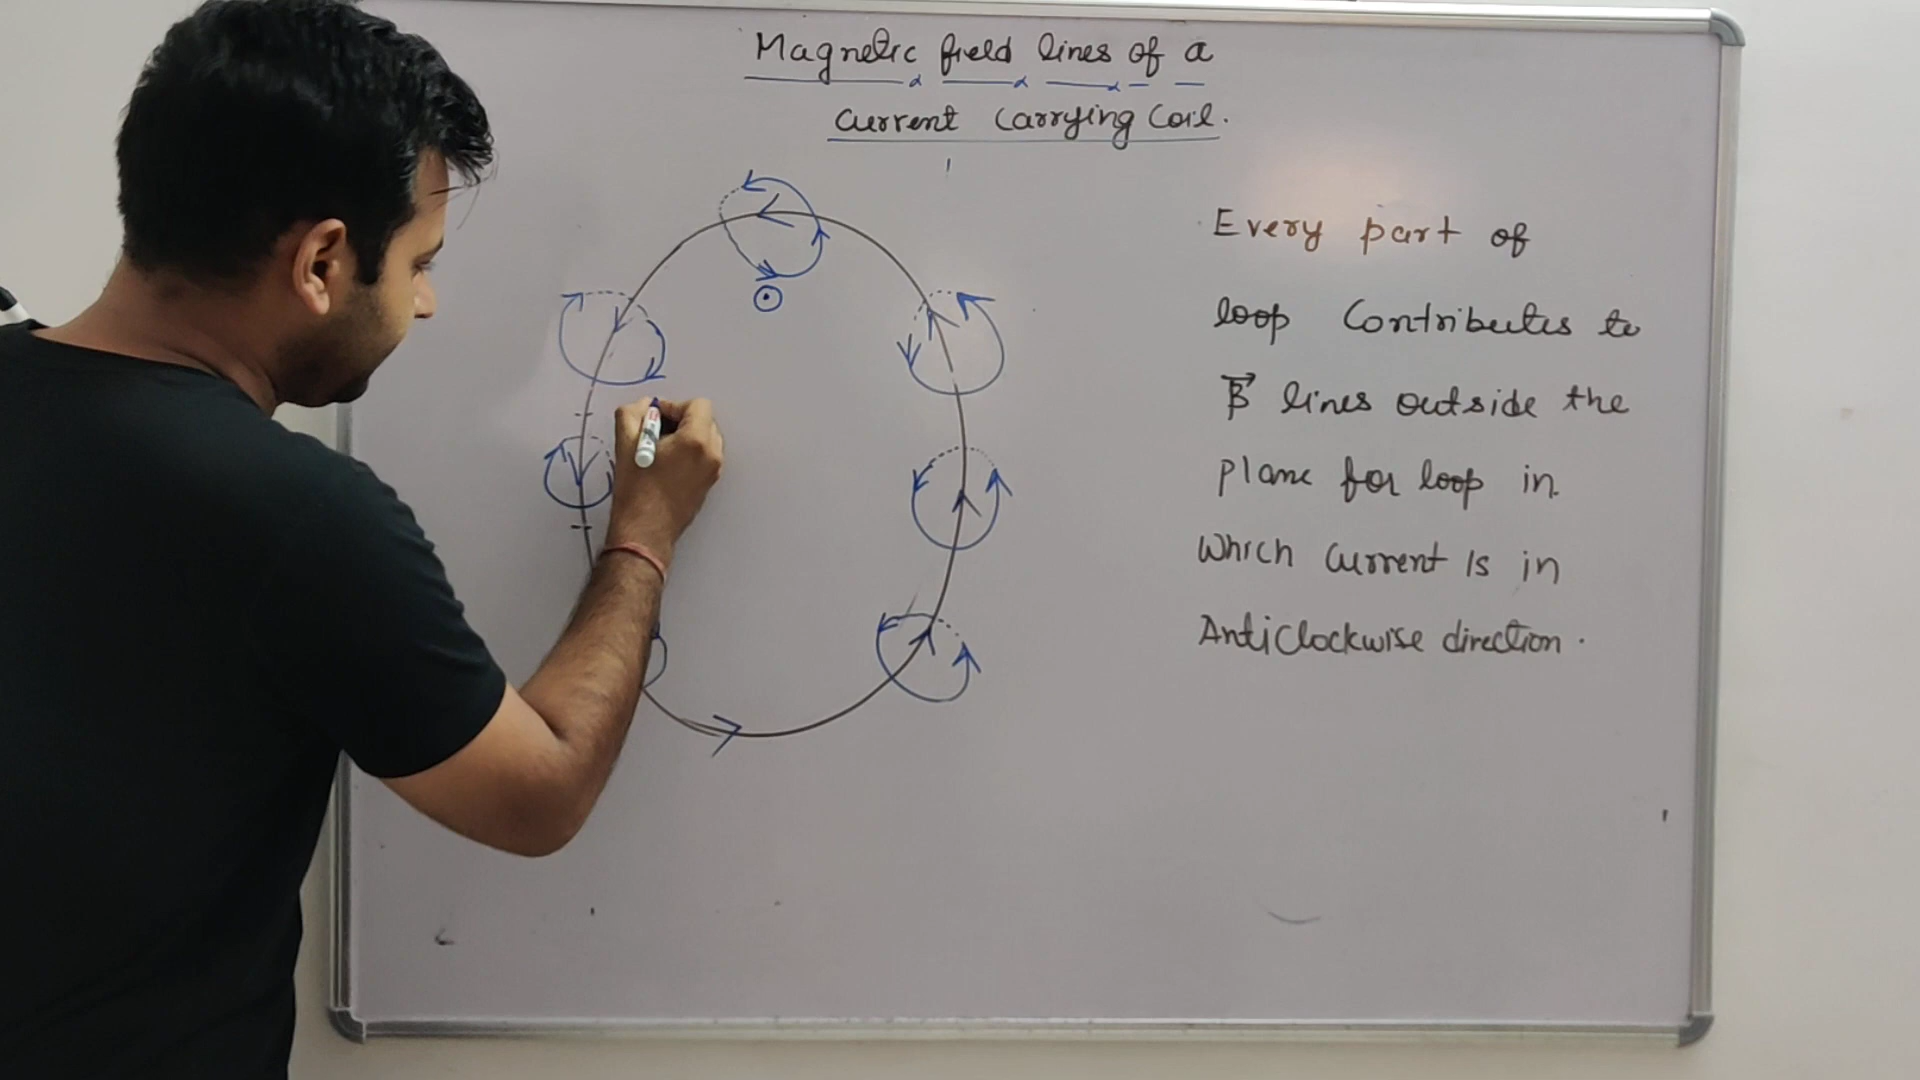 Magnetic field lines of a
Current Carrying Coil.
Every part of
loop Contributes to
B⃗ lines outside the
plane for loop in
Which Current Is in
AntiClockwise direction.